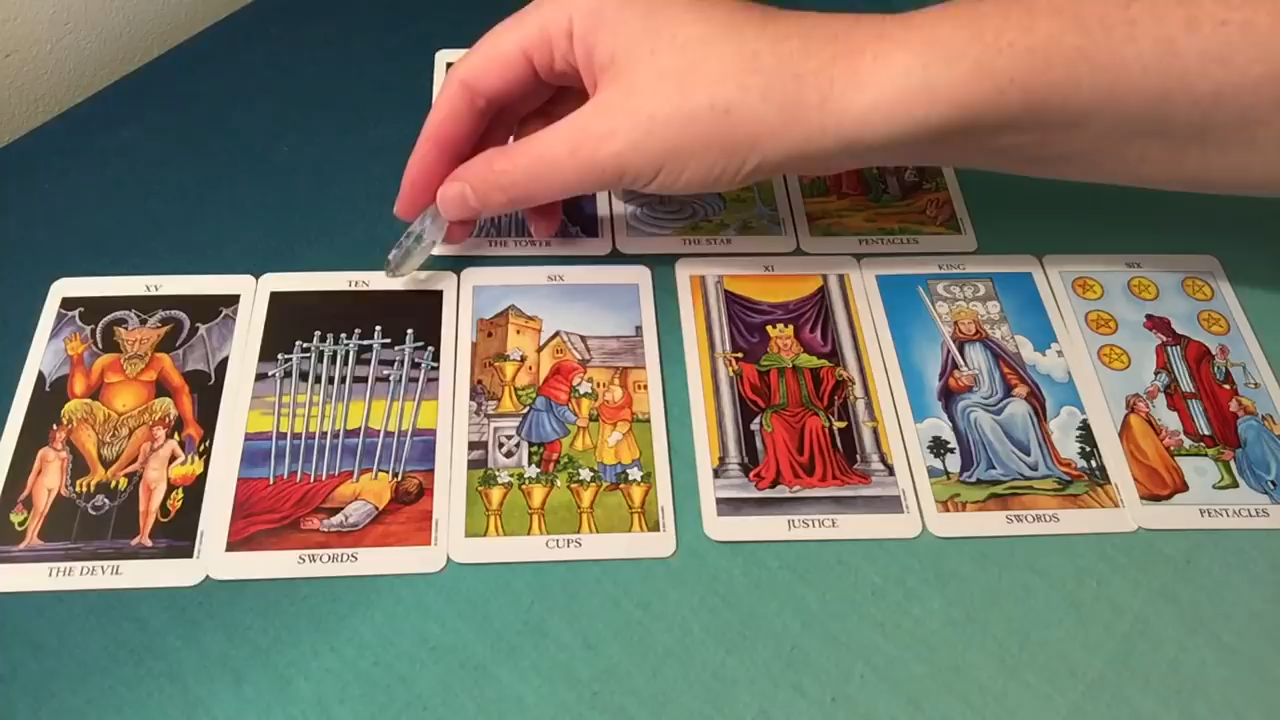 THE TOWER
THE STAR
PENTACLES
XV
THE DEVIL
TEN
SWORDS
SIX
CUPS
XI
JUSTICE
KING
SWORDS
SIX
PENTACLES